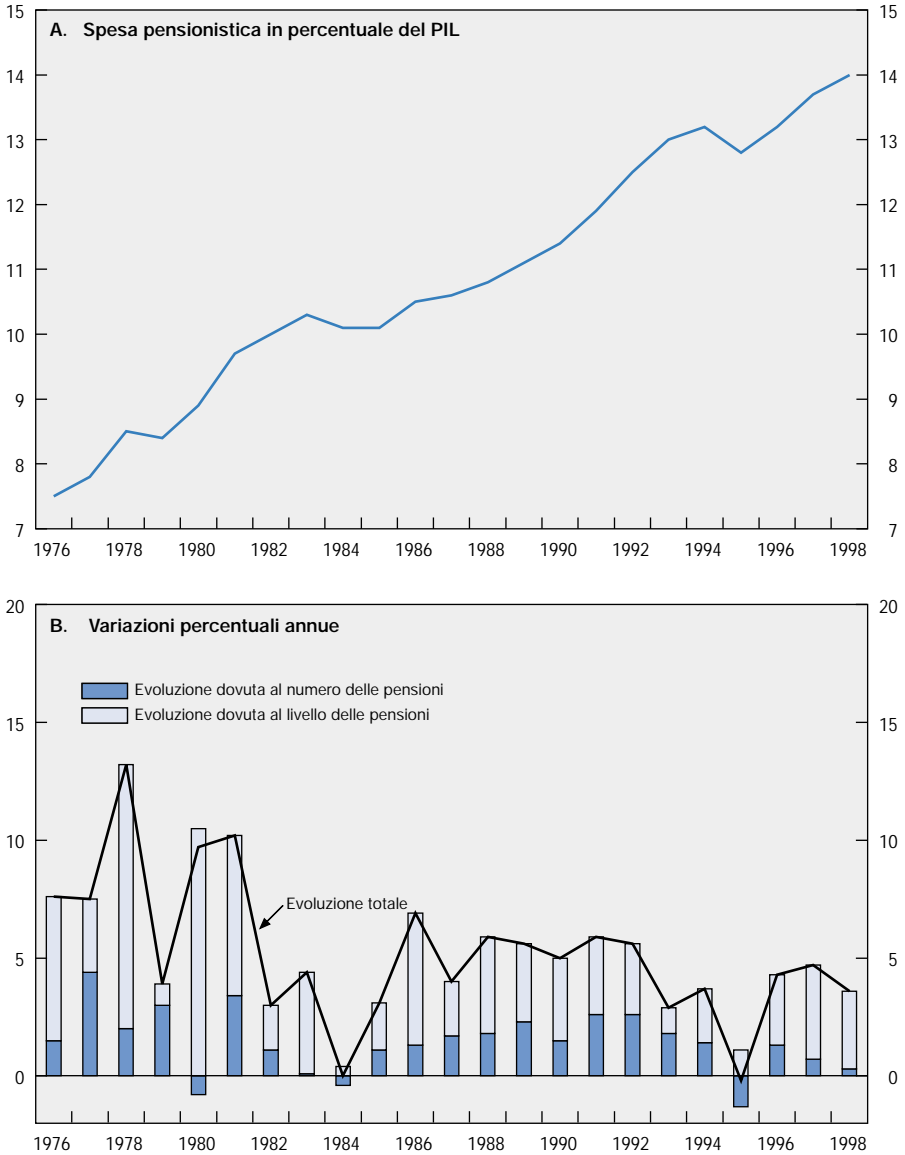 A. Spesa pensionistica in percentuale del PIL
15 15
14 14
13 13
12 12
11 11
10 10
9 9
8 8
7 7
1976 1978 1980 1982 1984 1986 1988 1990 1992 1994 1996 1998
B. Variazioni percentuali annue
20 20
Evoluzione dovuta al numero delle pensioni
Evoluzione dovuta al livello delle pensioni
15 15
10 10
Evoluzione totale
5 5
0 0
1976 1978 1980 1982 1984 1986 1988 1990 1992 1994 1996 1998